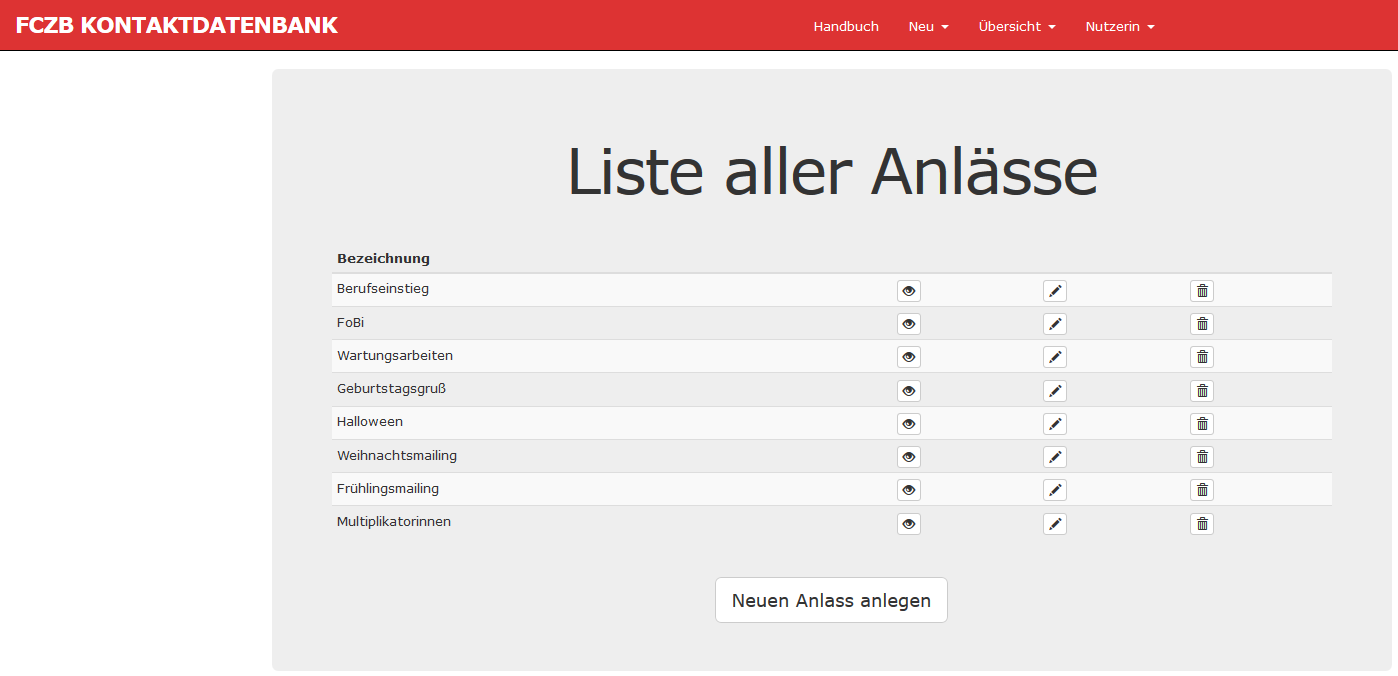 FCZB KONTAKTDATENBANK
Handbuch Neu Übersicht Nutzerin
Liste aller Anlässe
Bezeichnung
Berufseinstieg
FoBi
Wartungsarbeiten
Geburtstagsgruß
Halloween
Weihnachtsmailing
Frühlingsmailing
Multiplikatorinnen
Neuen Anlass anlegen